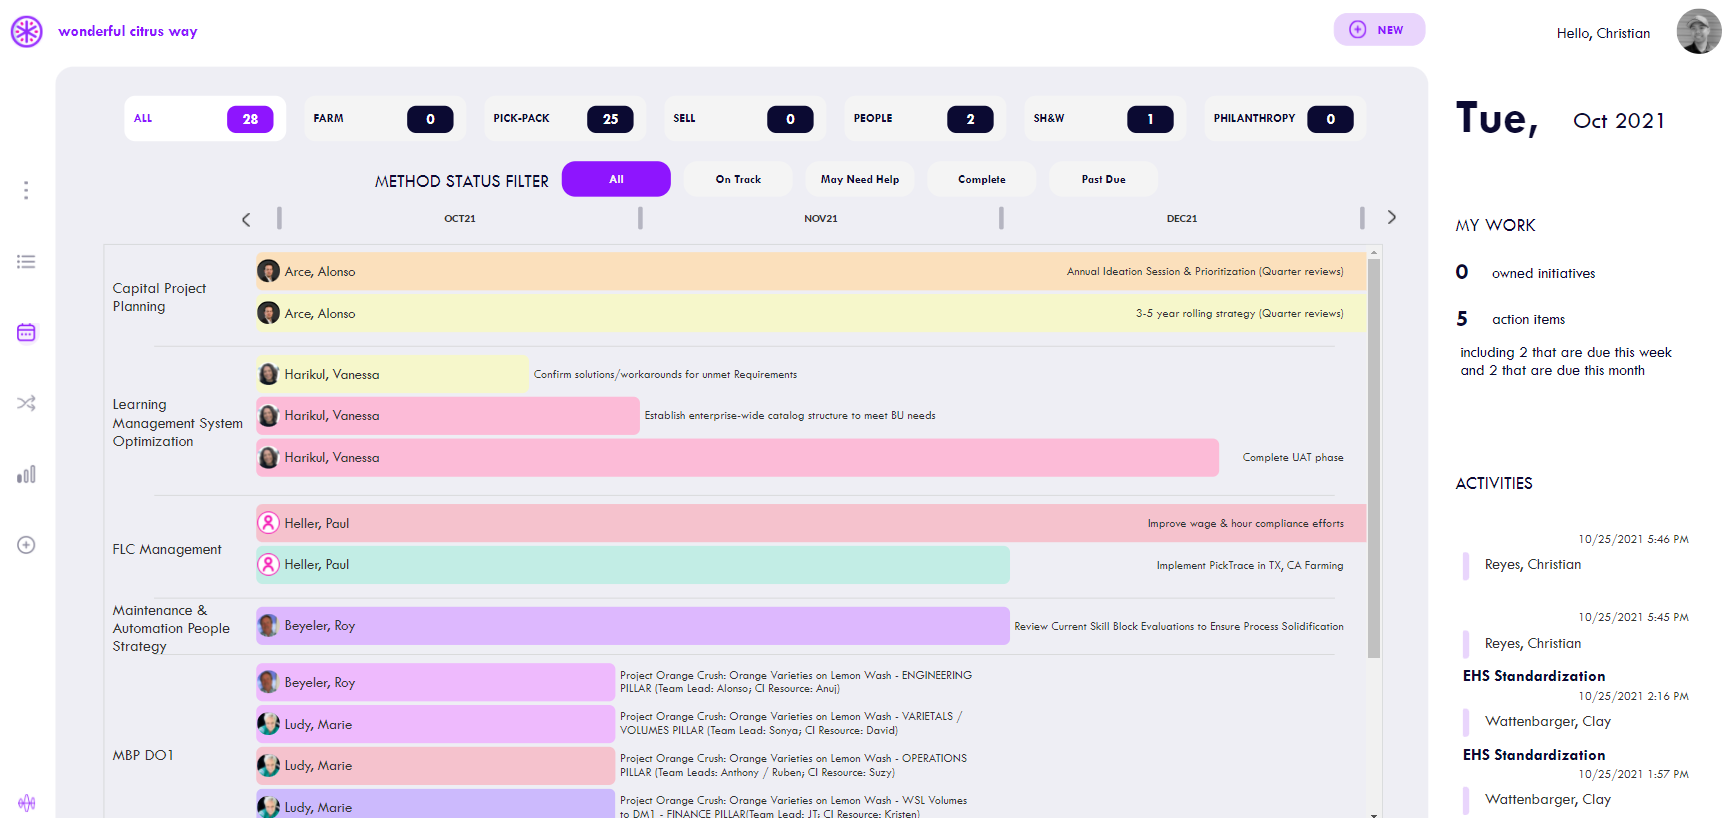 wonderful citrus way
NEW
Hello, Christian
ALL 28
FARM 0
PICK-PACK 25
SELL 0
PEOPLE 2
SH&W 1
PHILANTHROPY 0
Tue, Oct 2021
METHOD STATUS FILTER All On Track May Need Help Complete Past Due
OCT21 NOV21 DEC21
Capital Project
Planning
Arce, Alonso Annual Ideation Session & Prioritization (Quarter reviews)
Arce, Alonso 3-5 year rolling strategy (Quarter reviews)
Learning
Management System
Optimization
Harikul, Vanessa Confirm solutions/workarounds for unmet Requirements
Harikul, Vanessa Establish enterprise-wide catalog structure to meet BU needs
Harikul, Vanessa Complete UAT phase
FLC Management
Heller, Paul Improve wage & hour compliance efforts
Heller, Paul Implement PickTrace in TX, CA Farming
Maintenance &
Automation People
Strategy
Beyeler, Roy Review Current Skill Block Evaluations to Ensure Process Solidification
MBP DO1
Beyeler, Roy
Project Orange Crush: Orange Varieties on Lemon Wash - ENGINEERING
PILLAR (Team Lead: Alonso; CI Resource: Anuj)
Ludy, Marie
Project Orange Crush: Orange Varieties on Lemon Wash - VARIETALS /
VOLUMES PILLAR (Team Lead: Sonya; CI Resource: David)
Ludy, Marie
Project Orange Crush: Orange Varieties on Lemon Wash - OPERATIONS
PILLAR (Team Leads: Anthony / Ruben; CI Resource: Suzy)
Ludy, Marie
Project Orange Crush: Orange Varieties on Lemon Wash - WSL Volumes
to DM1 - FINANCE PILLAR(Team Lead: JT; CI Resource: Kristen)
MY WORK
0 owned initiatives
5 action items
including 2 that are due this week
and 2 that are due this month
ACTIVITIES
10/25/2021 5:46 PM
Reyes, Christian
10/25/2021 5:45 PM
Reyes, Christian
EHS Standardization
10/25/2021 2:16 PM
Wattenbarger, Clay
EHS Standardization
10/25/2021 1:57 PM
Wattenbarger, Clay